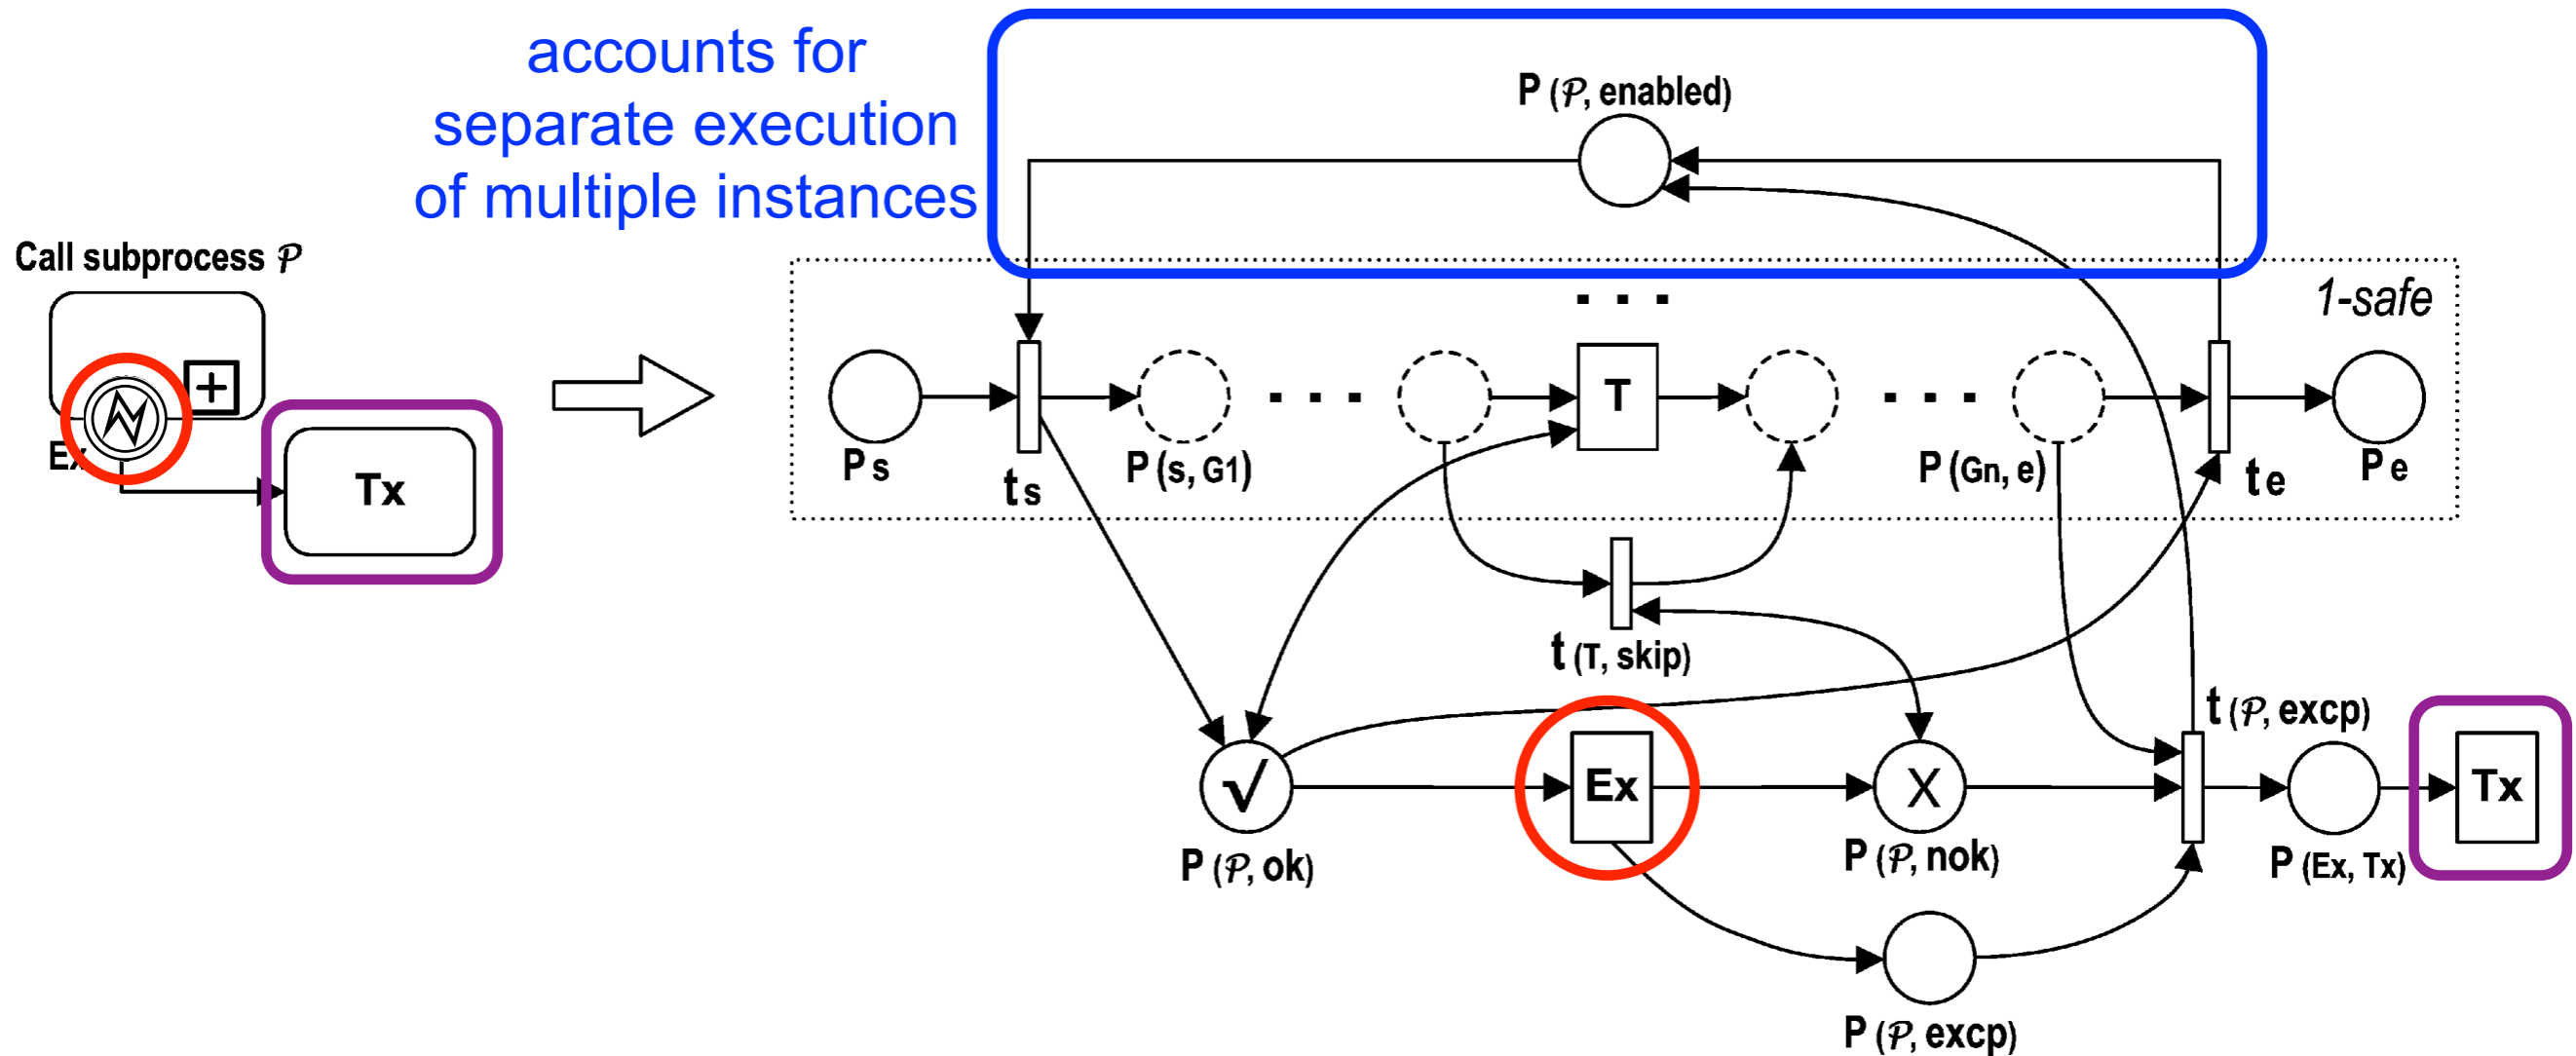 accounts for
separate execution
of multiple instances
P (𝒫, enabled)
Call subprocess 𝒫
1-safe
+
T
Ex
Tx
Ps
ts
P (s, G1)
P (Gn, e)
te
Pe
t (T, skip)
t (𝒫, excp)
√
Ex
X
Tx
P (𝒫, ok)
P (𝒫, nok)
P (Ex, Tx)
P (𝒫, excp)